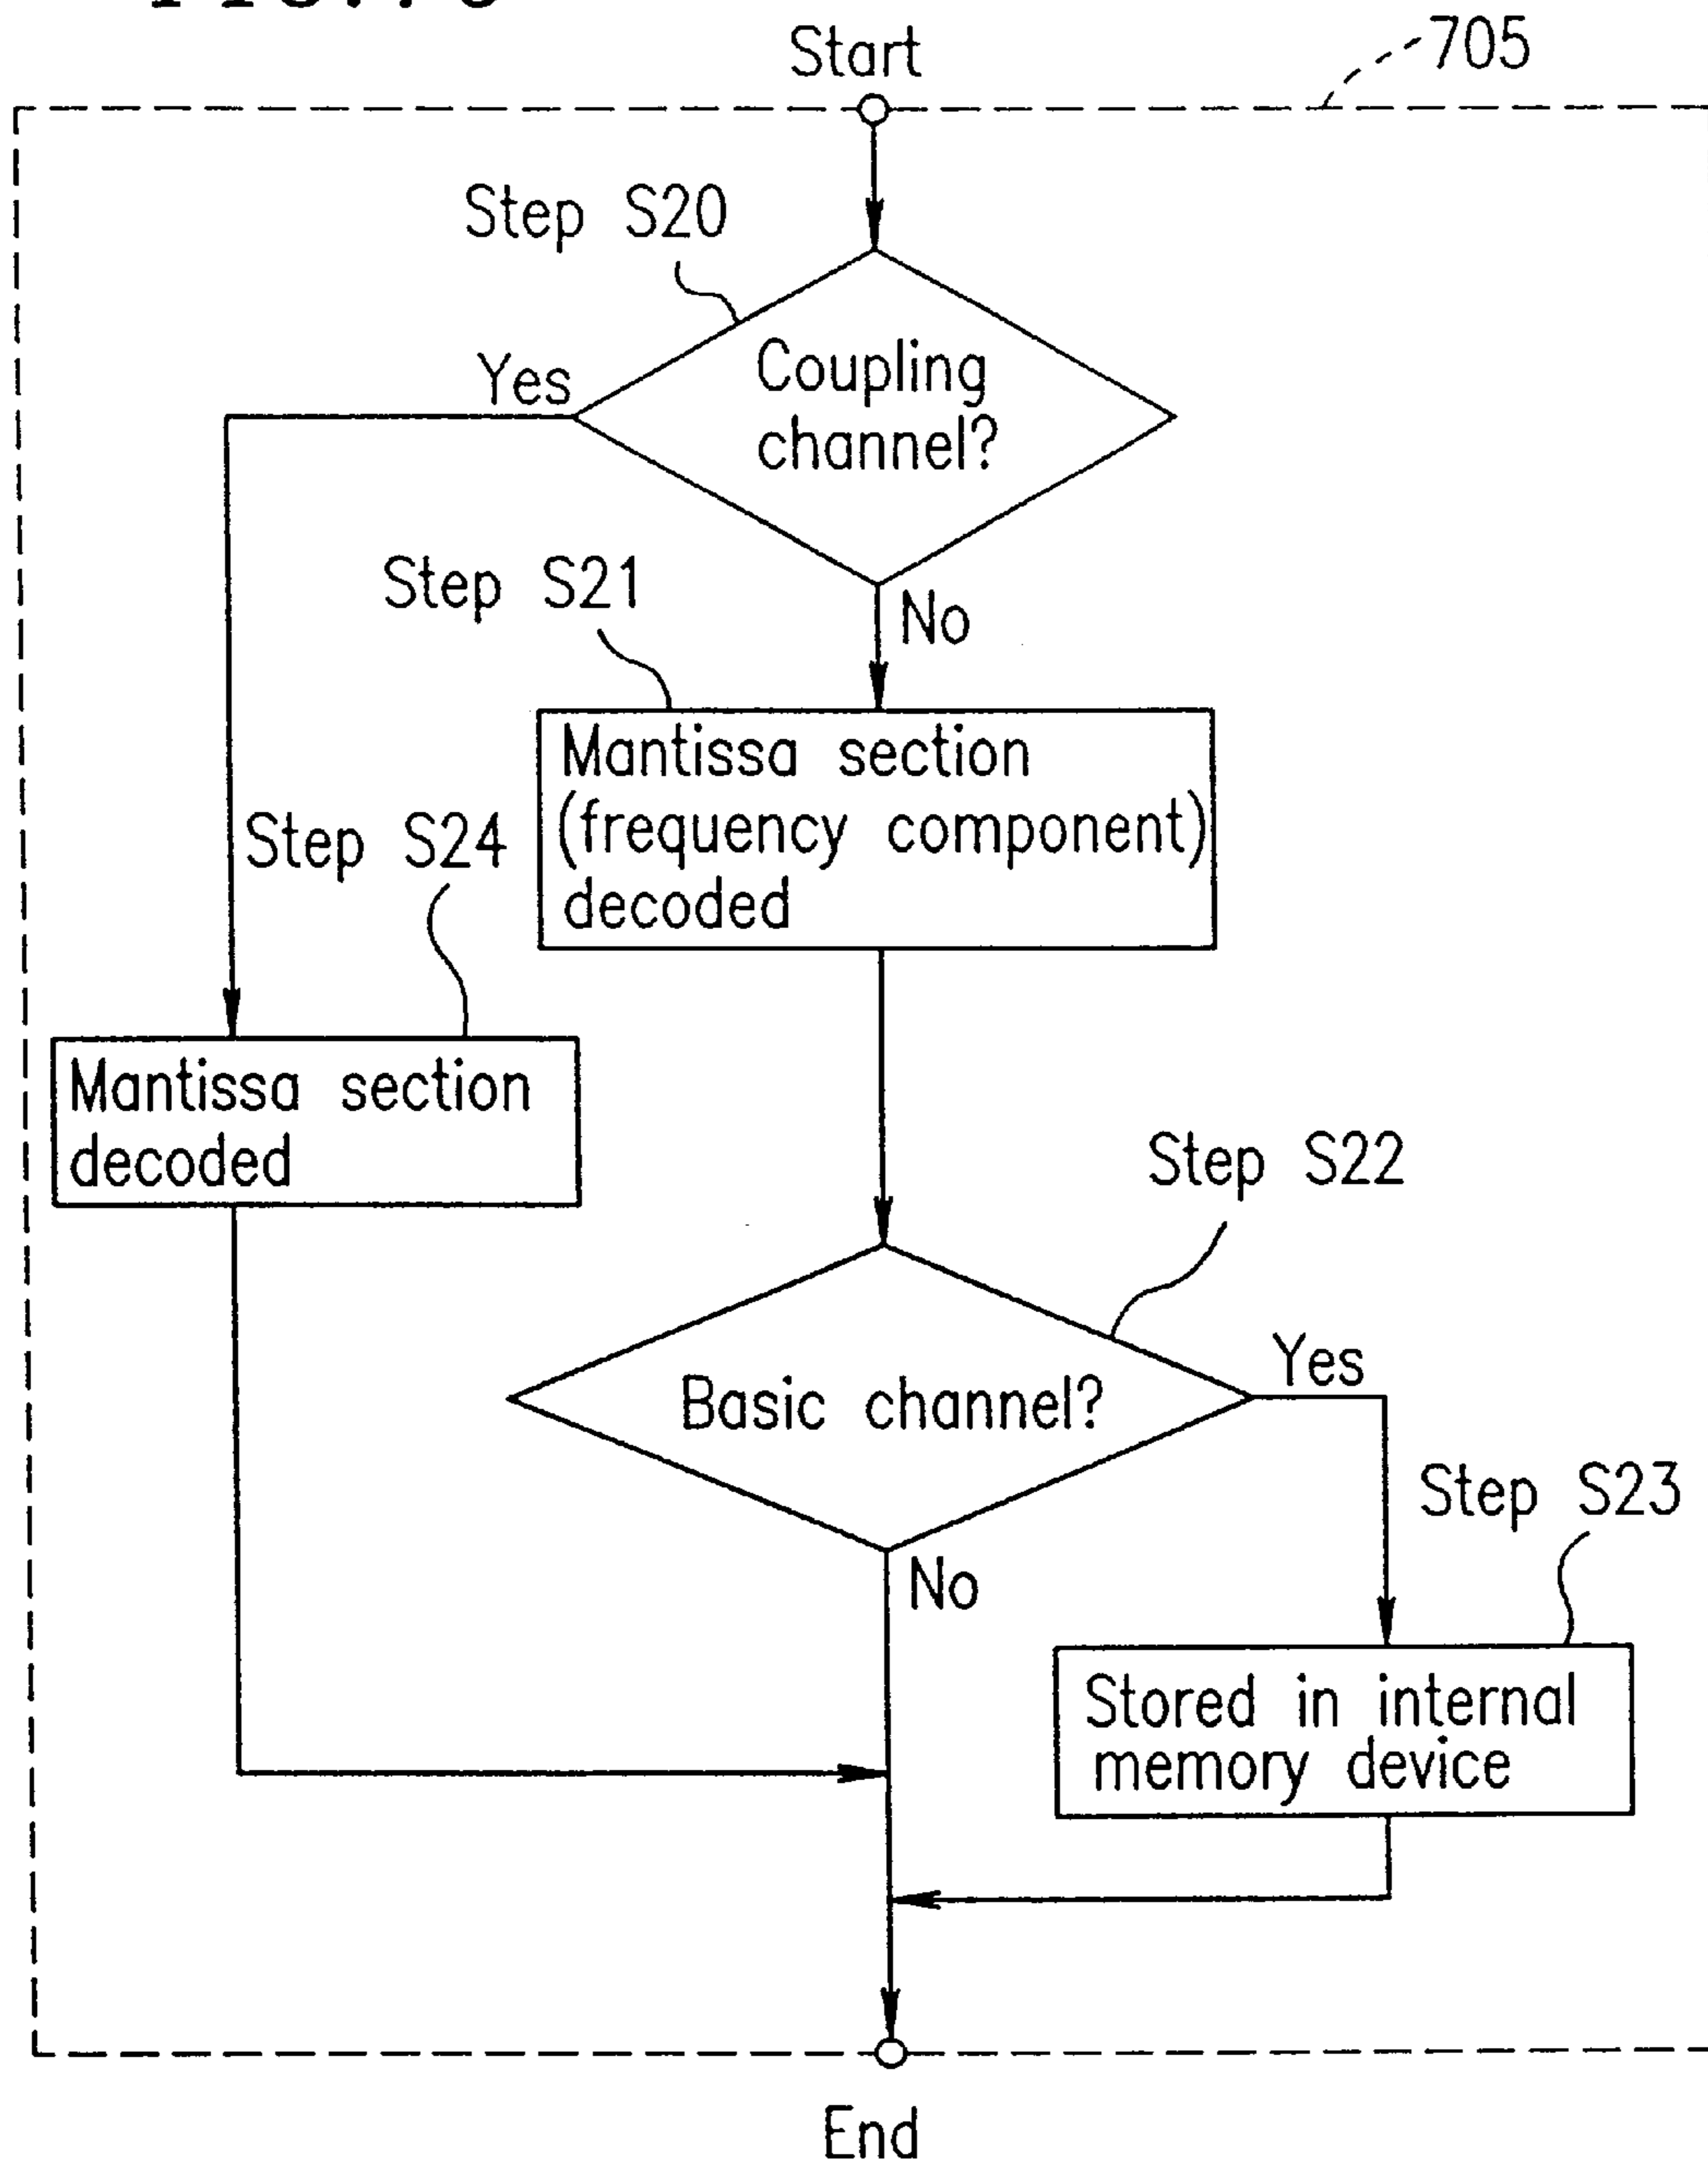 Start
705
Step S20
Yes
Coupling
channel?
No
Step S21
Mantissa section
(frequency component)
decoded
Step S24
Mantissa section
decoded
Step S22
Basic channel?
Yes
No
Step S23
Stored in internal
memory device
End